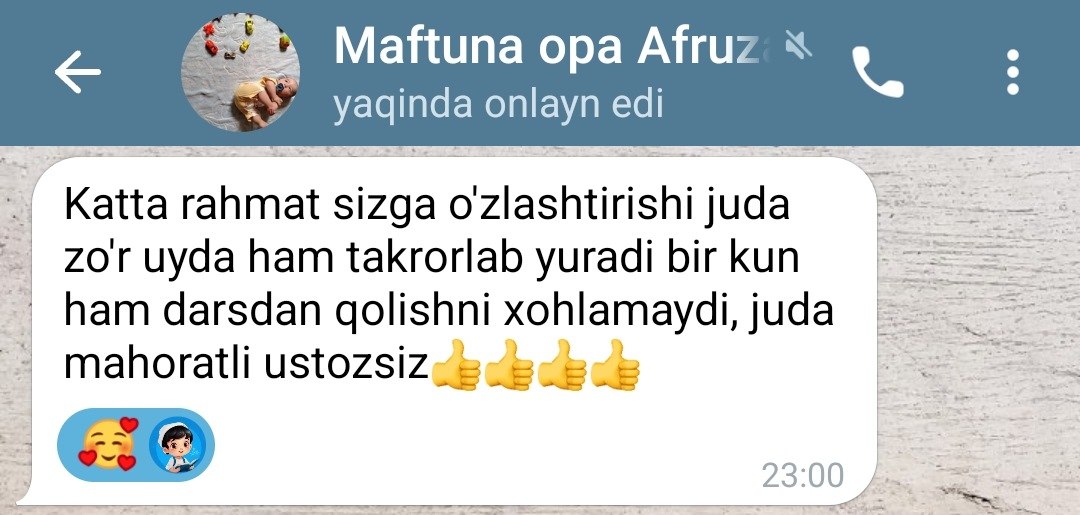 Maftuna opa Afruza
yaqinda onlayn edi
Katta rahmat sizga o'zlashtirishi juda
zo'r uyda ham takrorlab yuradi bir kun
ham darsdan qolishni xohlamaydi, juda
mahoratli ustozsiz👍👍👍👍
🥰
23:00